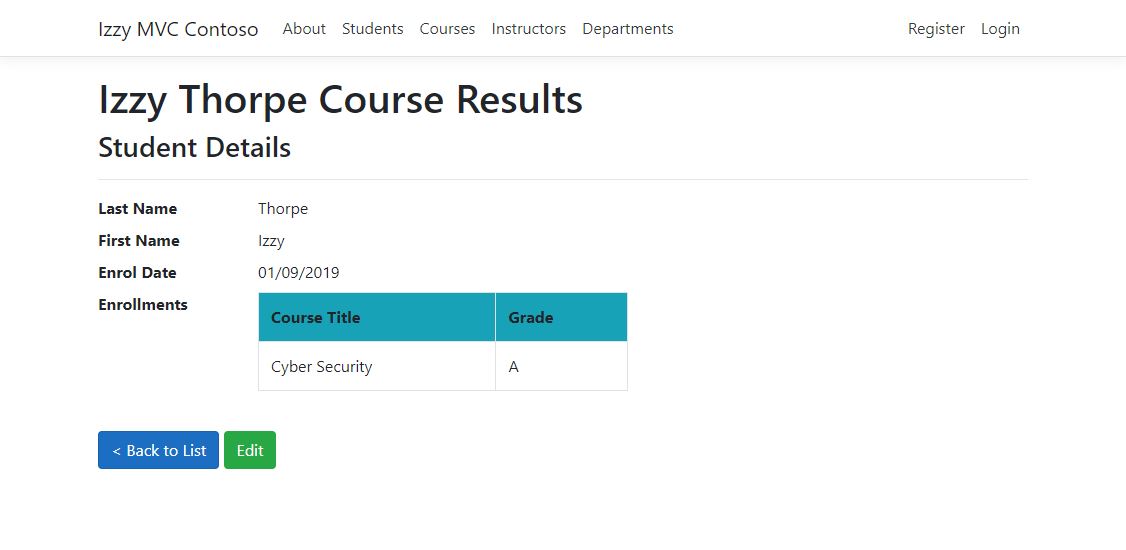 Izzy MVC Contoso About Students Courses Instructors Departments Register Login
Izzy Thorpe Course Results
Student Details
Last Name Thorpe
First Name Izzy
Enrol Date 01/09/2019
Enrollments
Course Title Grade
Cyber Security A
< Back to List Edit